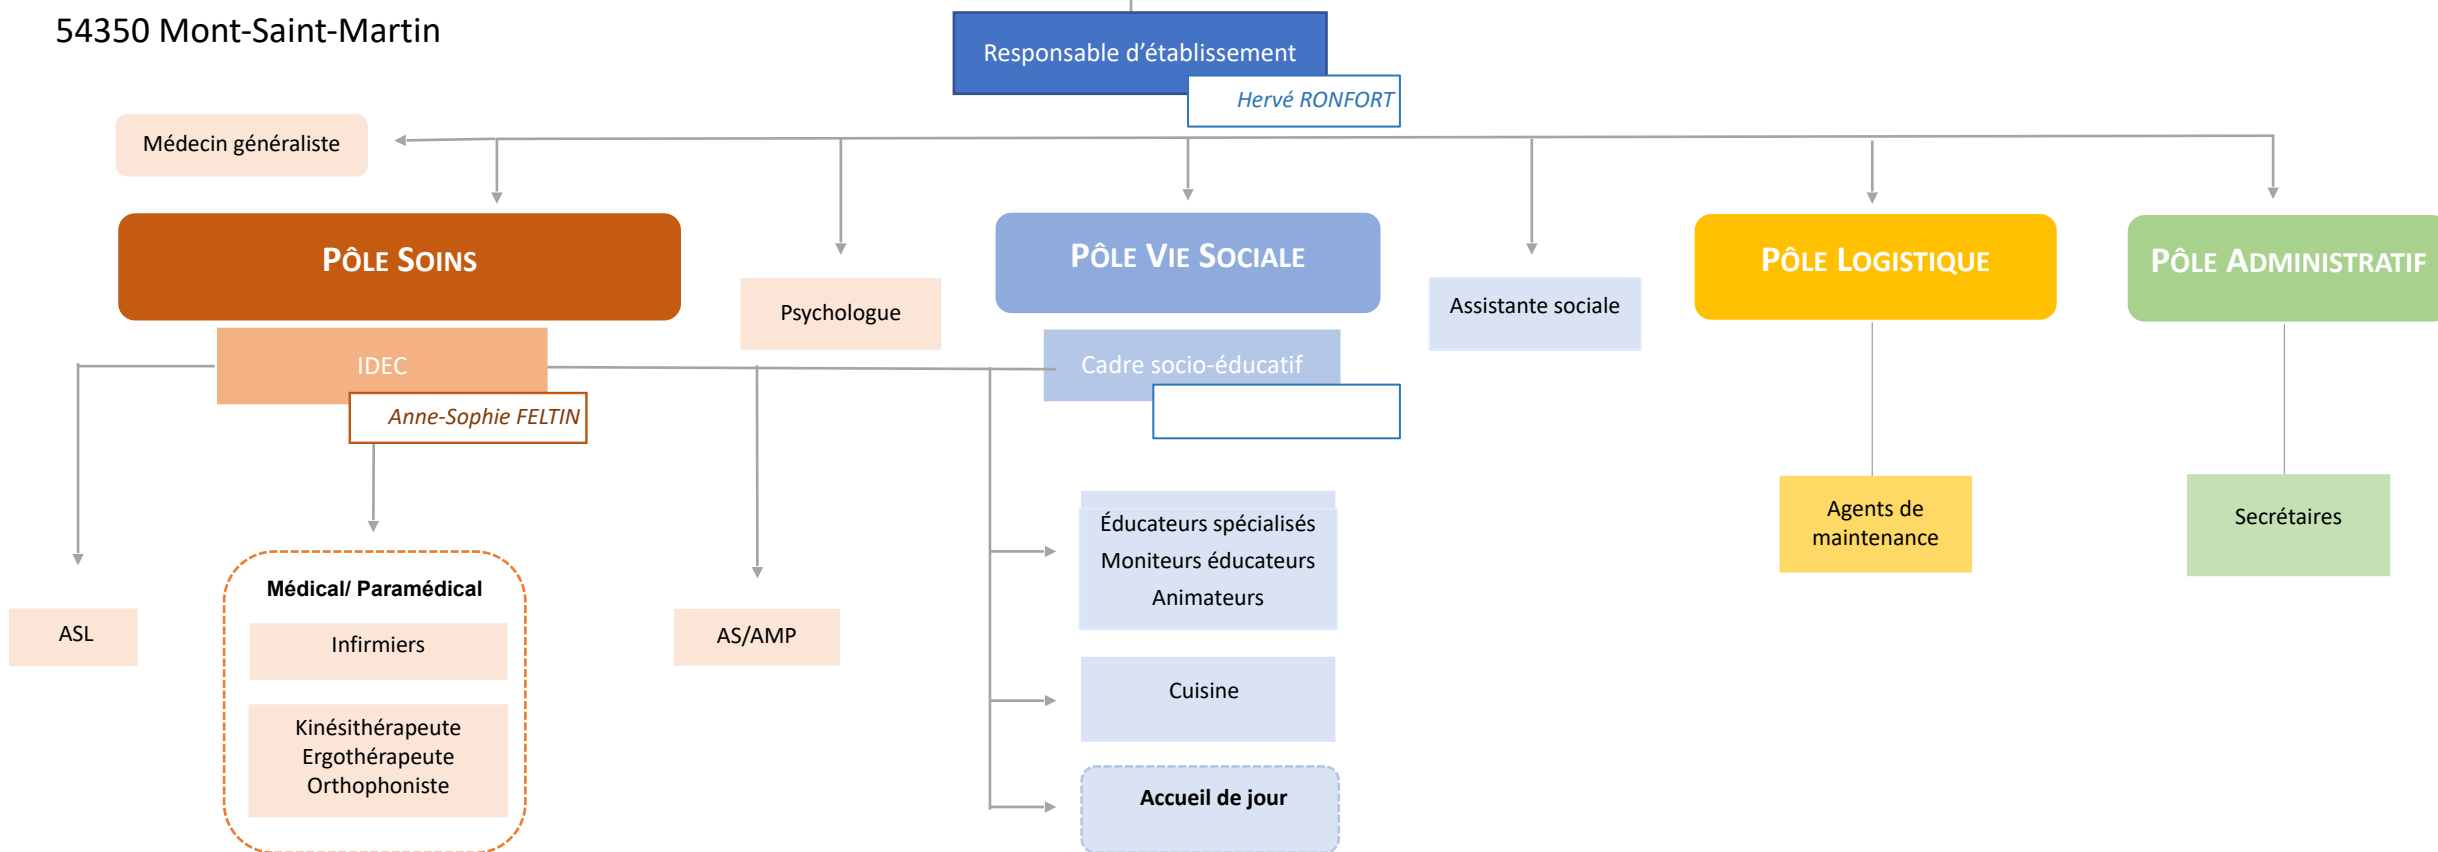 54350 Mont-Saint-Martin
Responsable d'établissement
Hervé RONFORT
Médecin généraliste
PÔLE SOINS
PÔLE VIE SOCIALE
PÔLE LOGISTIQUE
PÔLE ADMINISTRATIF
Psychologue
Assistante sociale
IDEC
Cadre socio-éducatif
Anne-Sophie FELTIN
Éducateurs spécialisés
Moniteurs éducateurs
Animateurs
Agents de
maintenance
Secrétaires
Médical/ Paramédical
ASL
Infirmiers
AS/AMP
Cuisine
Kinésithérapeute
Ergothérapeute
Orthophoniste
Accueil de jour